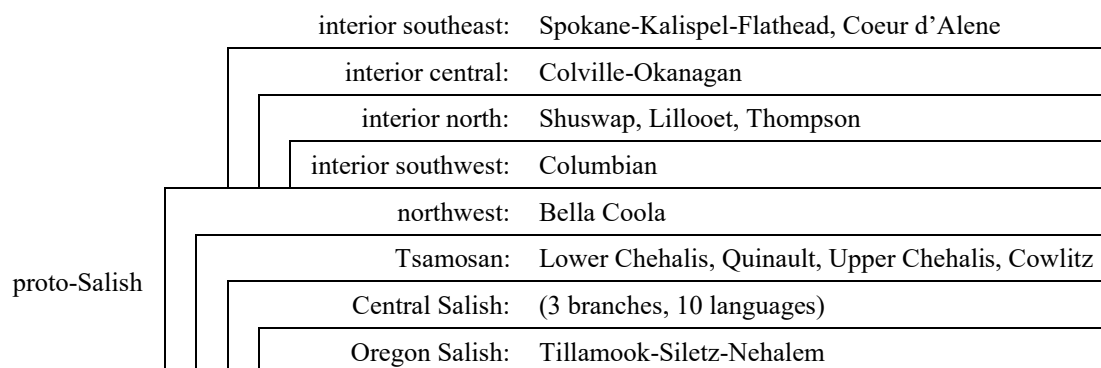 interior southeast: Spokane-Kalispel-Flathead, Coeur d’Alene
interior central: Colville-Okanagan
interior north: Shuswap, Lillooet, Thompson
interior southwest: Columbian
northwest: Bella Coola
Tsamosan: Lower Chehalis, Quinault, Upper Chehalis, Cowlitz
proto-Salish
Central Salish: (3 branches, 10 languages)
Oregon Salish: Tillamook-Siletz-Nehalem